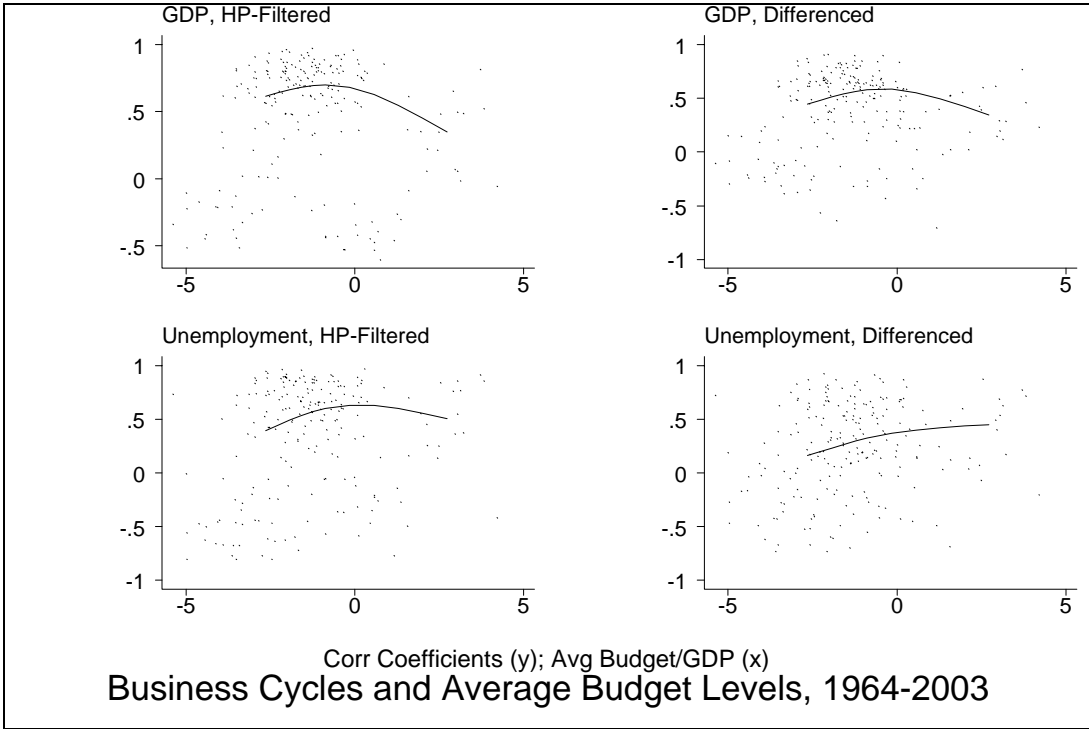 GDP, HP-Filtered
1
.5
0
-.5
-5 0 5
GDP, Differenced
1
.5
0
-.5
-1
-5 0 5
Unemployment, HP-Filtered
1
.5
0
-.5
-1
-5 0 5
Unemployment, Differenced
1
.5
0
-.5
-1
-5 0 5
Corr Coefficients (y); Avg Budget/GDP (x)
Business Cycles and Average Budget Levels, 1964-2003